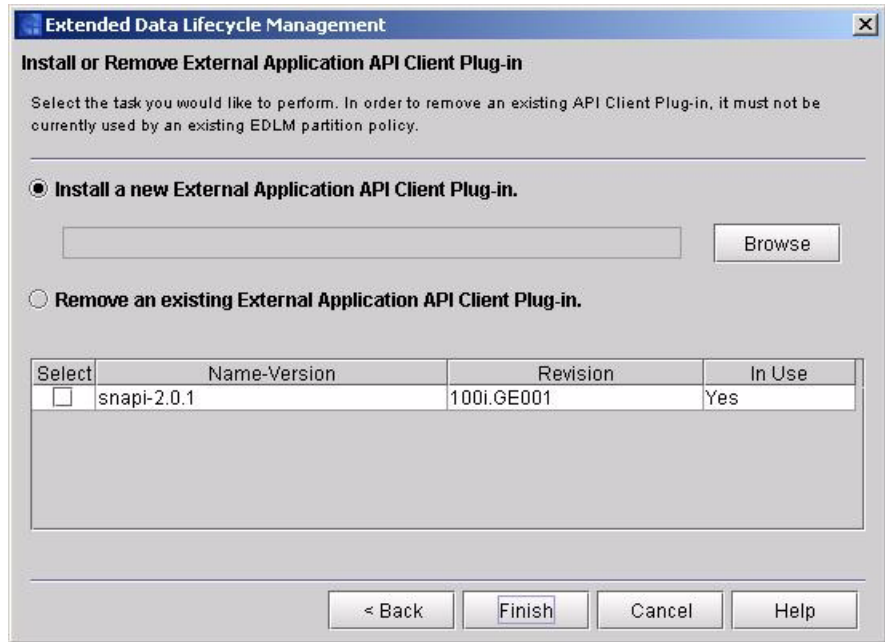 Extended Data Lifecycle Management
Install or Remove External Application API Client Plug-in
Select the task you would like to perform. In order to remove an existing API Client Plug-in, it must not be
currently used by an existing EDLM partition policy.
Install a new External Application API Client Plug-in.
Browse
Remove an existing External Application API Client Plug-in.
Select Name-Version Revision In Use
snapi-2.0.1 100i.GE001 Yes
< Back Finish Cancel Help